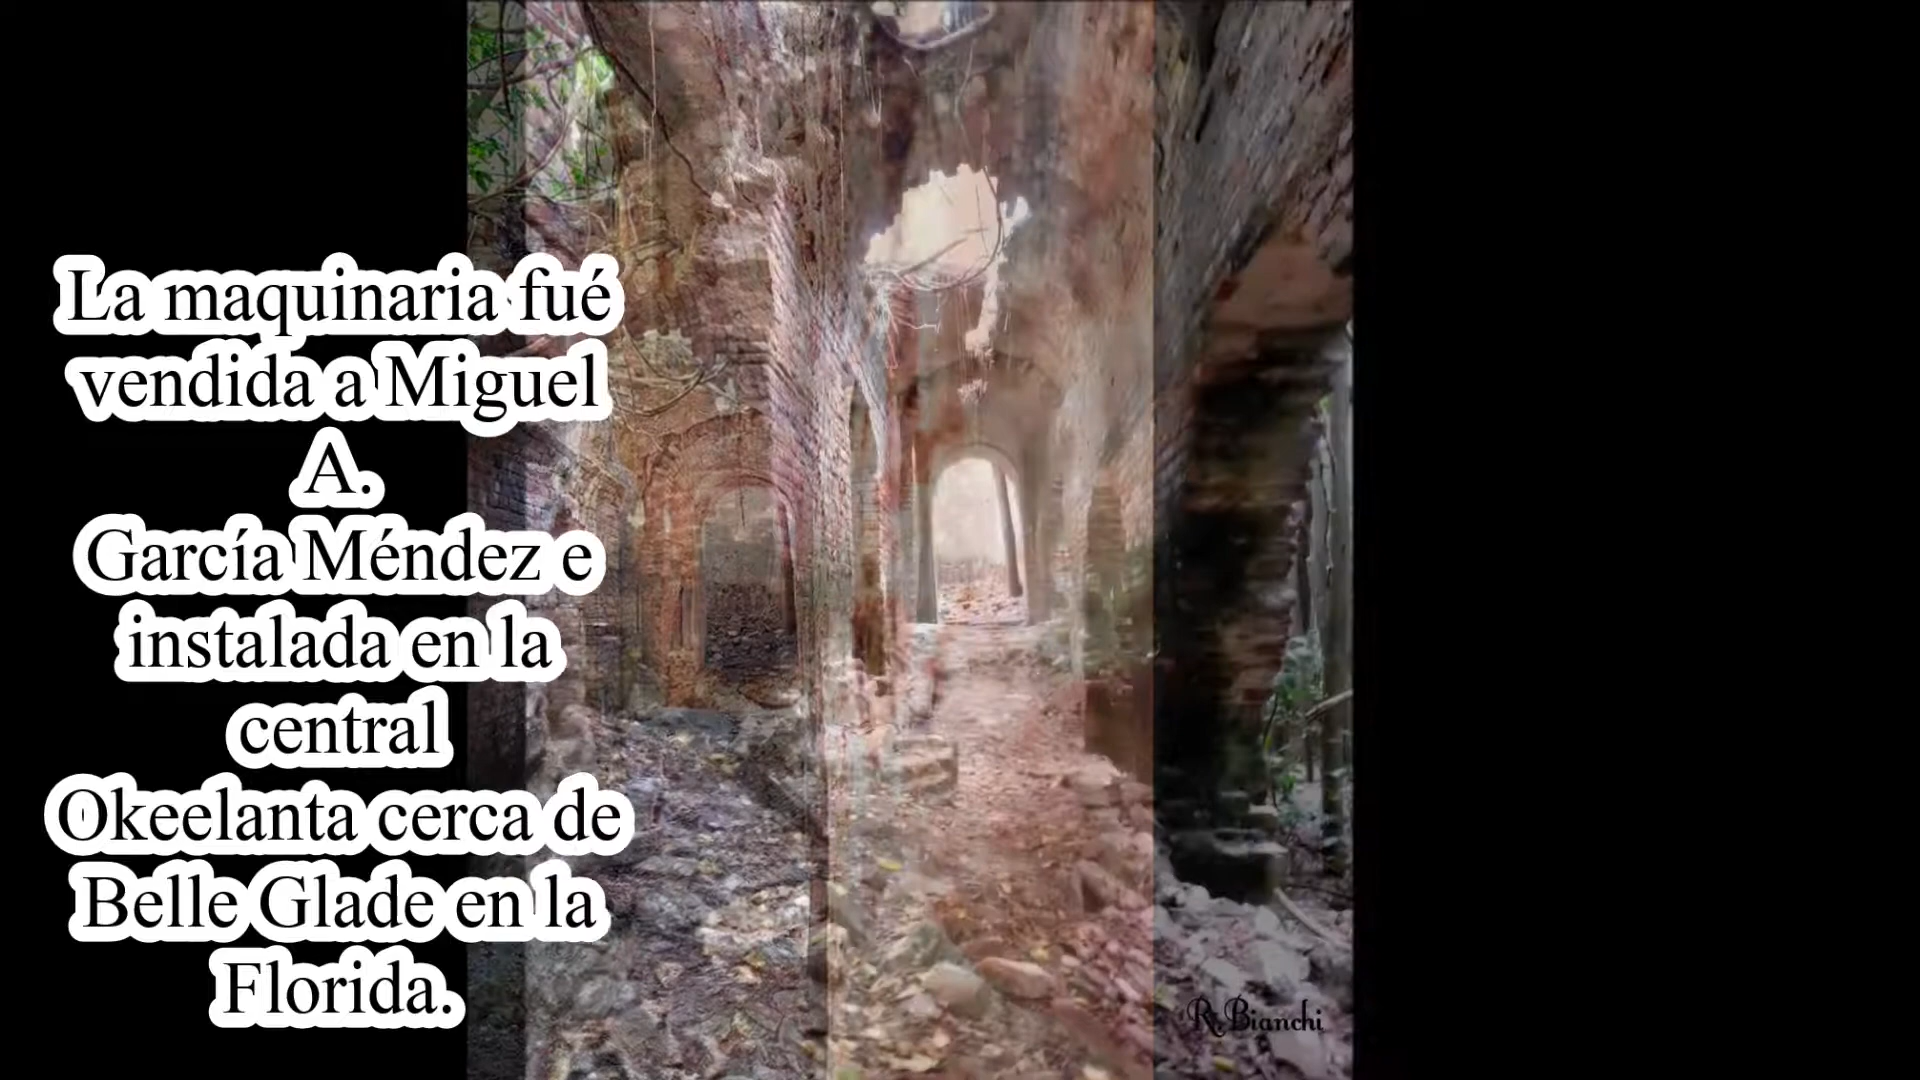 La maquinaria fué
vendida a Miguel
A.
García Méndez e
instalada en la
central
Okeelanta cerca de
Belle Glade en la
Florida.
R. Bianchi